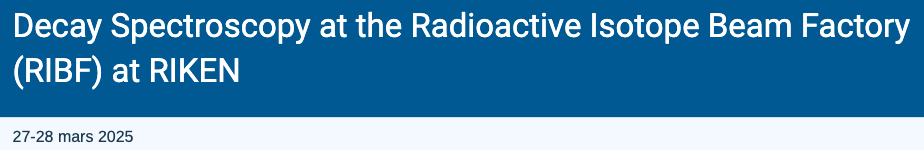 Decay Spectroscopy at the Radioactive Isotope Beam Factory
(RIBF) at RIKEN
27-28 mars 2025